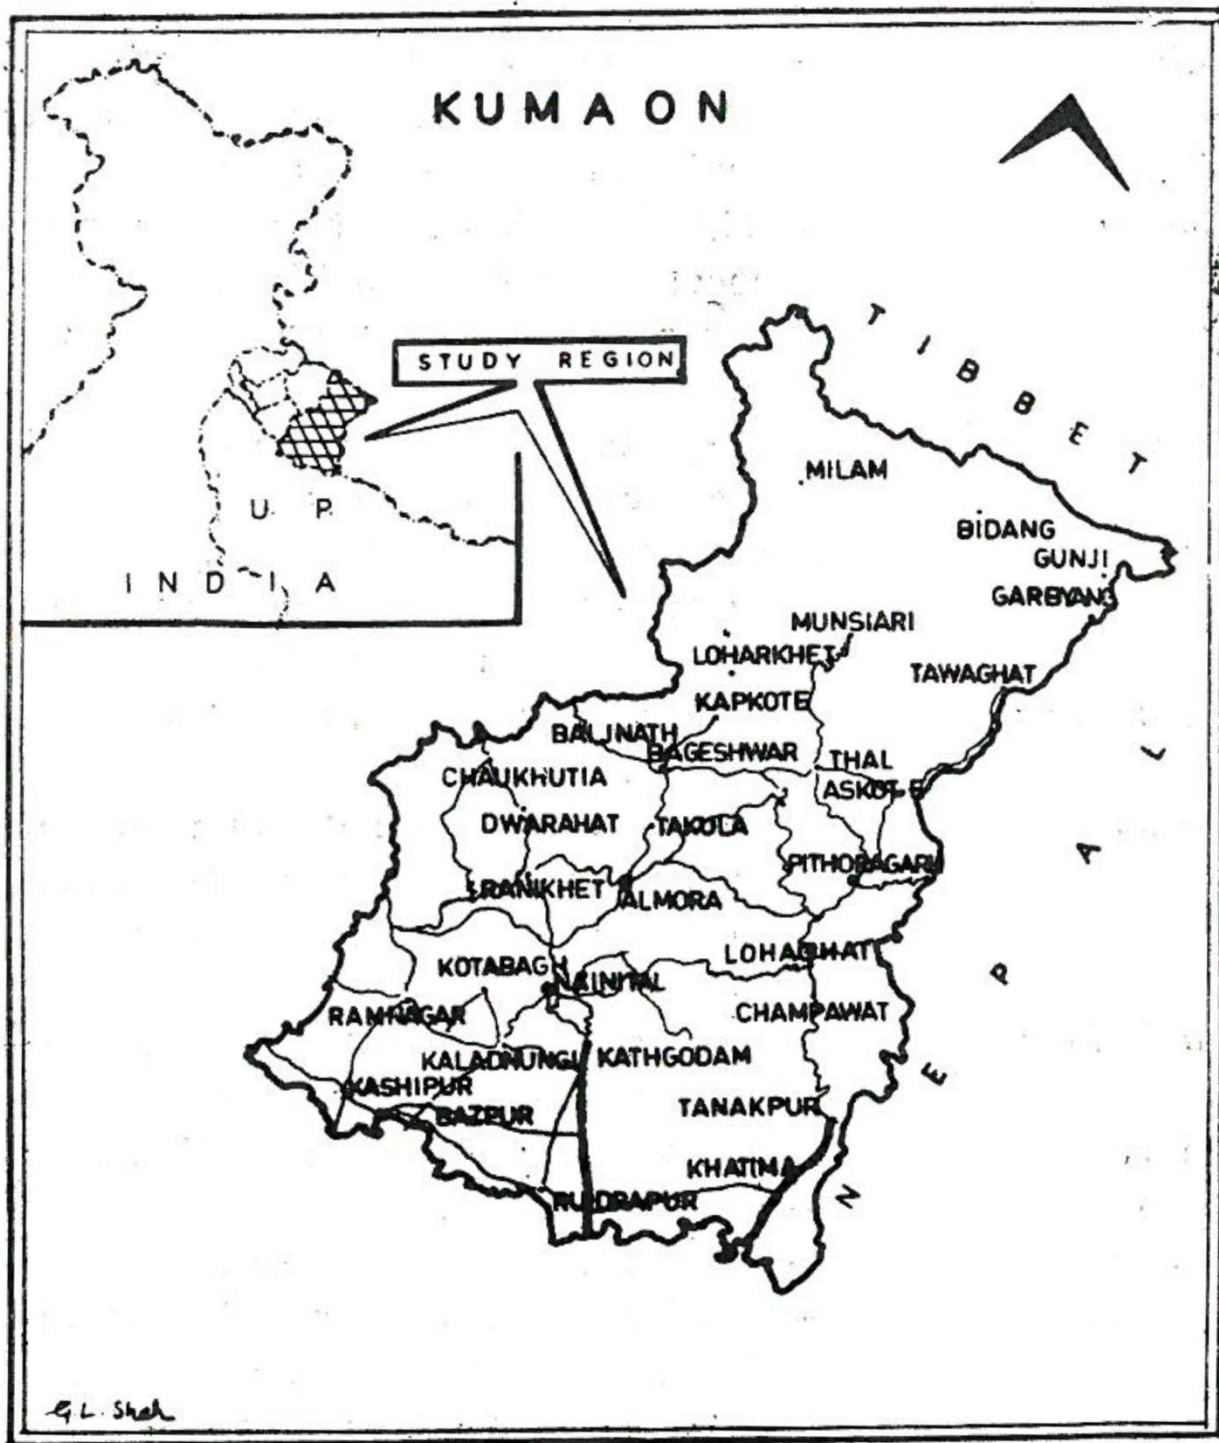 KUMAON
TIBBET
STUDY REGION
MILAM
U P
BIDANG
GUNJI
INDIA
GARBYANG
MUNSIARI
LOHARKHET
TAWAGHAT
KAPKOTE
BAIJNATH
BAGESHWAR
THAL
CHAUKHUTIA
ASKOTE
DWARAHAT
TAKULA
PITHORAGARH
RANIKHET
ALMORA
LOHAGHAT
KOTABAGH
NAINITAL
NEPAL
RAMNAGAR
CHAMPAWAT
KALADHUNGI
KATHGODAM
KASHIPUR
BAZPUR
TANAKPUR
KHATIMA
RUDRAPUR
G.L. Shah